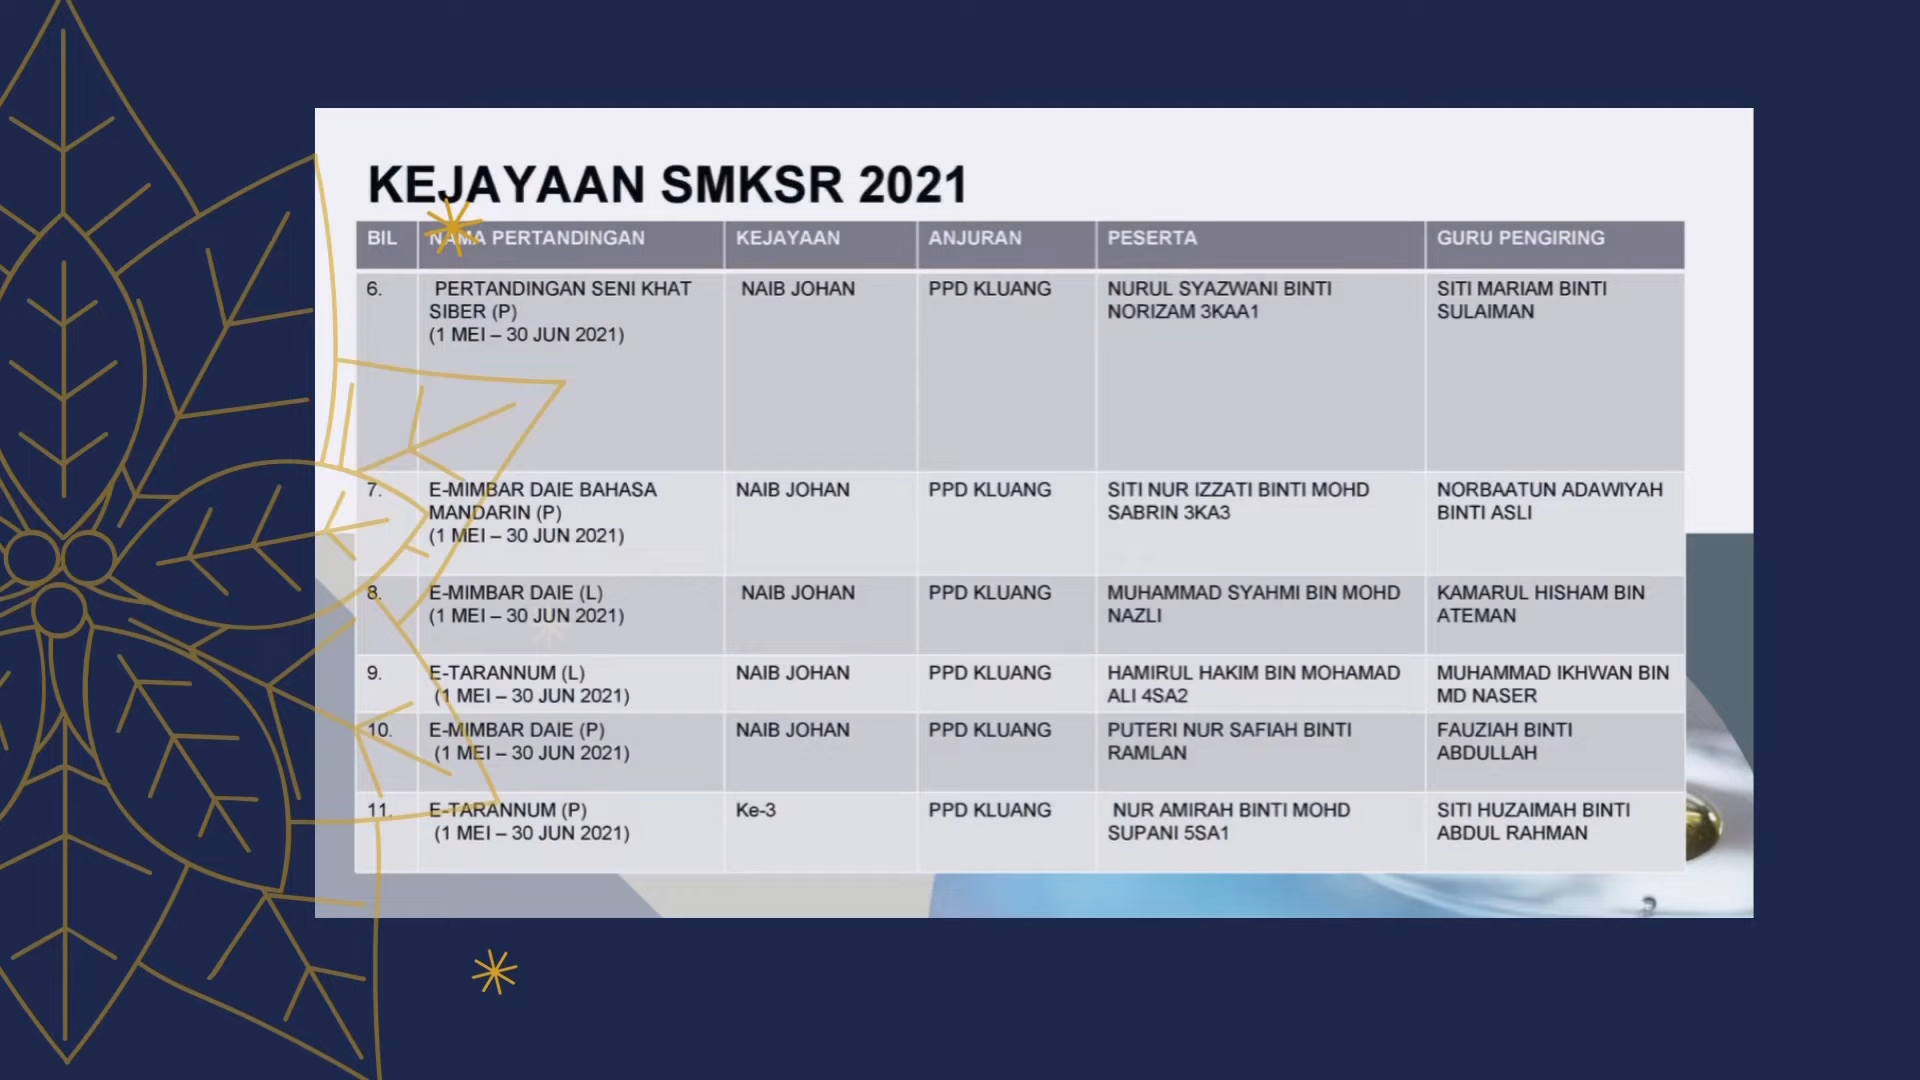 KEJAYAAN SMKSR 2021
BIL NAMA PERTANDINGAN KEJAYAAN ANJURAN PESERTA GURU PENGIRING
6. PERTANDINGAN SENI KHAT NAIB JOHAN PPD KLUANG NURUL SYAZWANI BINTI SITI MARIAM BINTI
SIBER (P) NORIZAM 3KAA1 SULAIMAN
(1 MEI – 30 JUN 2021)
7. E-MIMBAR DAIE BAHASA NAIB JOHAN PPD KLUANG SITI NUR IZZATI BINTI MOHD NORBAATUN ADAWIYAH
MANDARIN (P) SABRIN 3KA3 BINTI ASLI
(1 MEI – 30 JUN 2021)
8. E-MIMBAR DAIE (L) NAIB JOHAN PPD KLUANG MUHAMMAD SYAHMI BIN MOHD KAMARUL HISHAM BIN
(1 MEI – 30 JUN 2021) NAZLI ATEMAN
9. E-TARANNUM (L) NAIB JOHAN PPD KLUANG HAMIRUL HAKIM BIN MOHAMAD MUHAMMAD IKHWAN BIN
(1 MEI – 30 JUN 2021) ALI 4SA2 MD NASER
10. E-MIMBAR DAIE (P) NAIB JOHAN PPD KLUANG PUTERI NUR SAFIAH BINTI FAUZIAH BINTI
(1 MEI – 30 JUN 2021) RAMLAN ABDULLAH
11. E-TARANNUM (P) Ke-3 PPD KLUANG NUR AMIRAH BINTI MOHD SITI HUZAIMAH BINTI
(1 MEI – 30 JUN 2021) SUPANI 5SA1 ABDUL RAHMAN